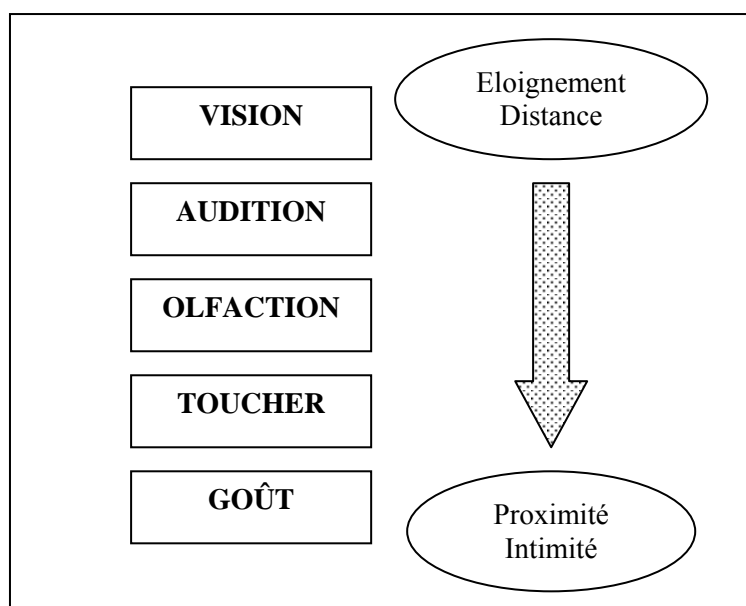 VISION
AUDITION
OLFACTION
TOUCHER
GOÛT
Eloignement
Distance
Proximité
Intimité